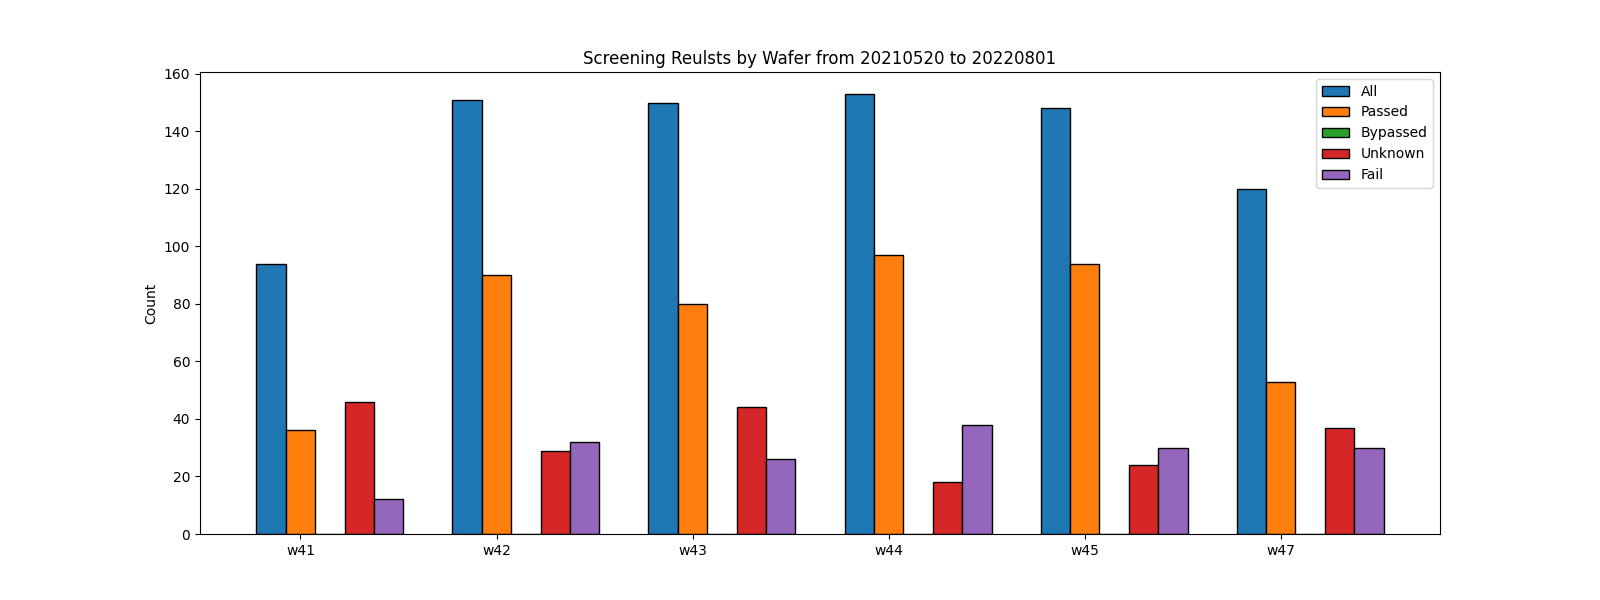 Screening Reulsts by Wafer from 20210520 to 20220801
160
140
120
100
80
60
40
20
0
Count
All
Passed
Bypassed
Unknown
Fail
w41 w42 w43 w44 w45 w47